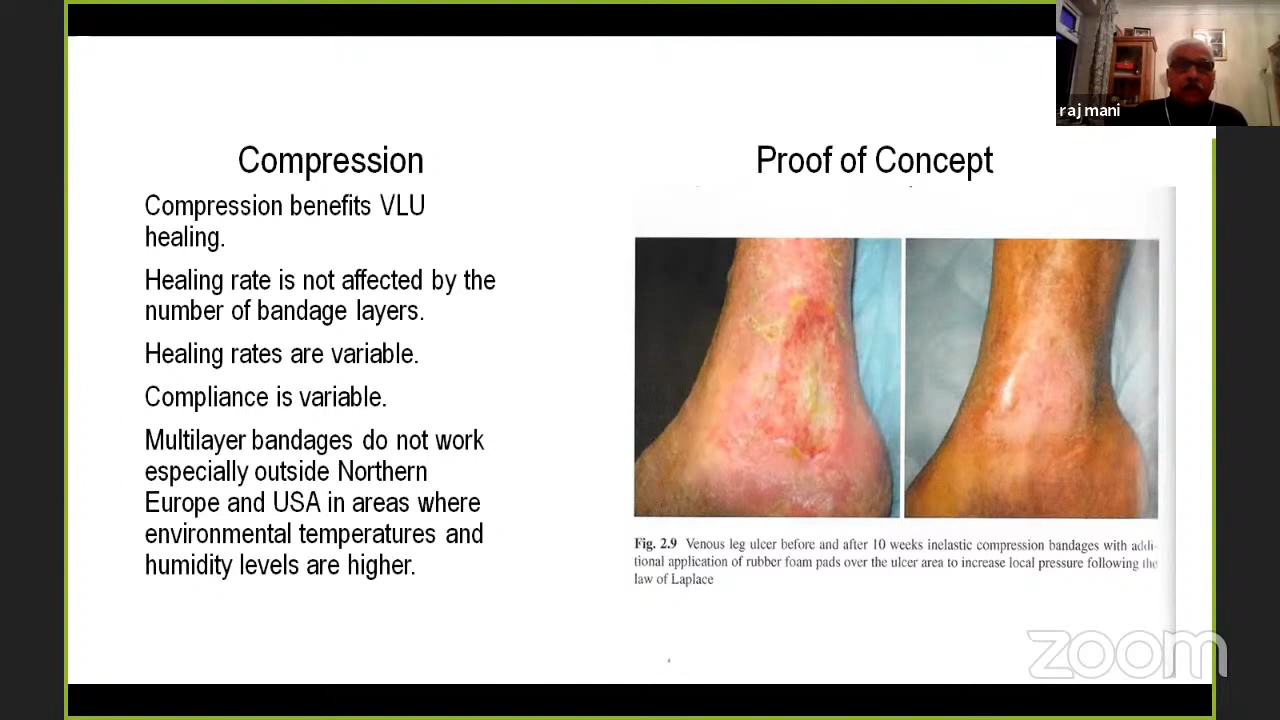 raj mani
Compression
Compression benefits VLU
healing.
Healing rate is not affected by the
number of bandage layers.
Healing rates are variable.
Compliance is variable.
Multilayer bandages do not work
especially outside Northern
Europe and USA in areas where
environmental temperatures and
humidity levels are higher.
Proof of Concept
Fig. 2.9 Venous leg ulcer before and after 10 weeks inelastic compression bandages with addi-
tional application of rubber foam pads over the ulcer area to increase local pressure following the
law of Laplace
4
zoom